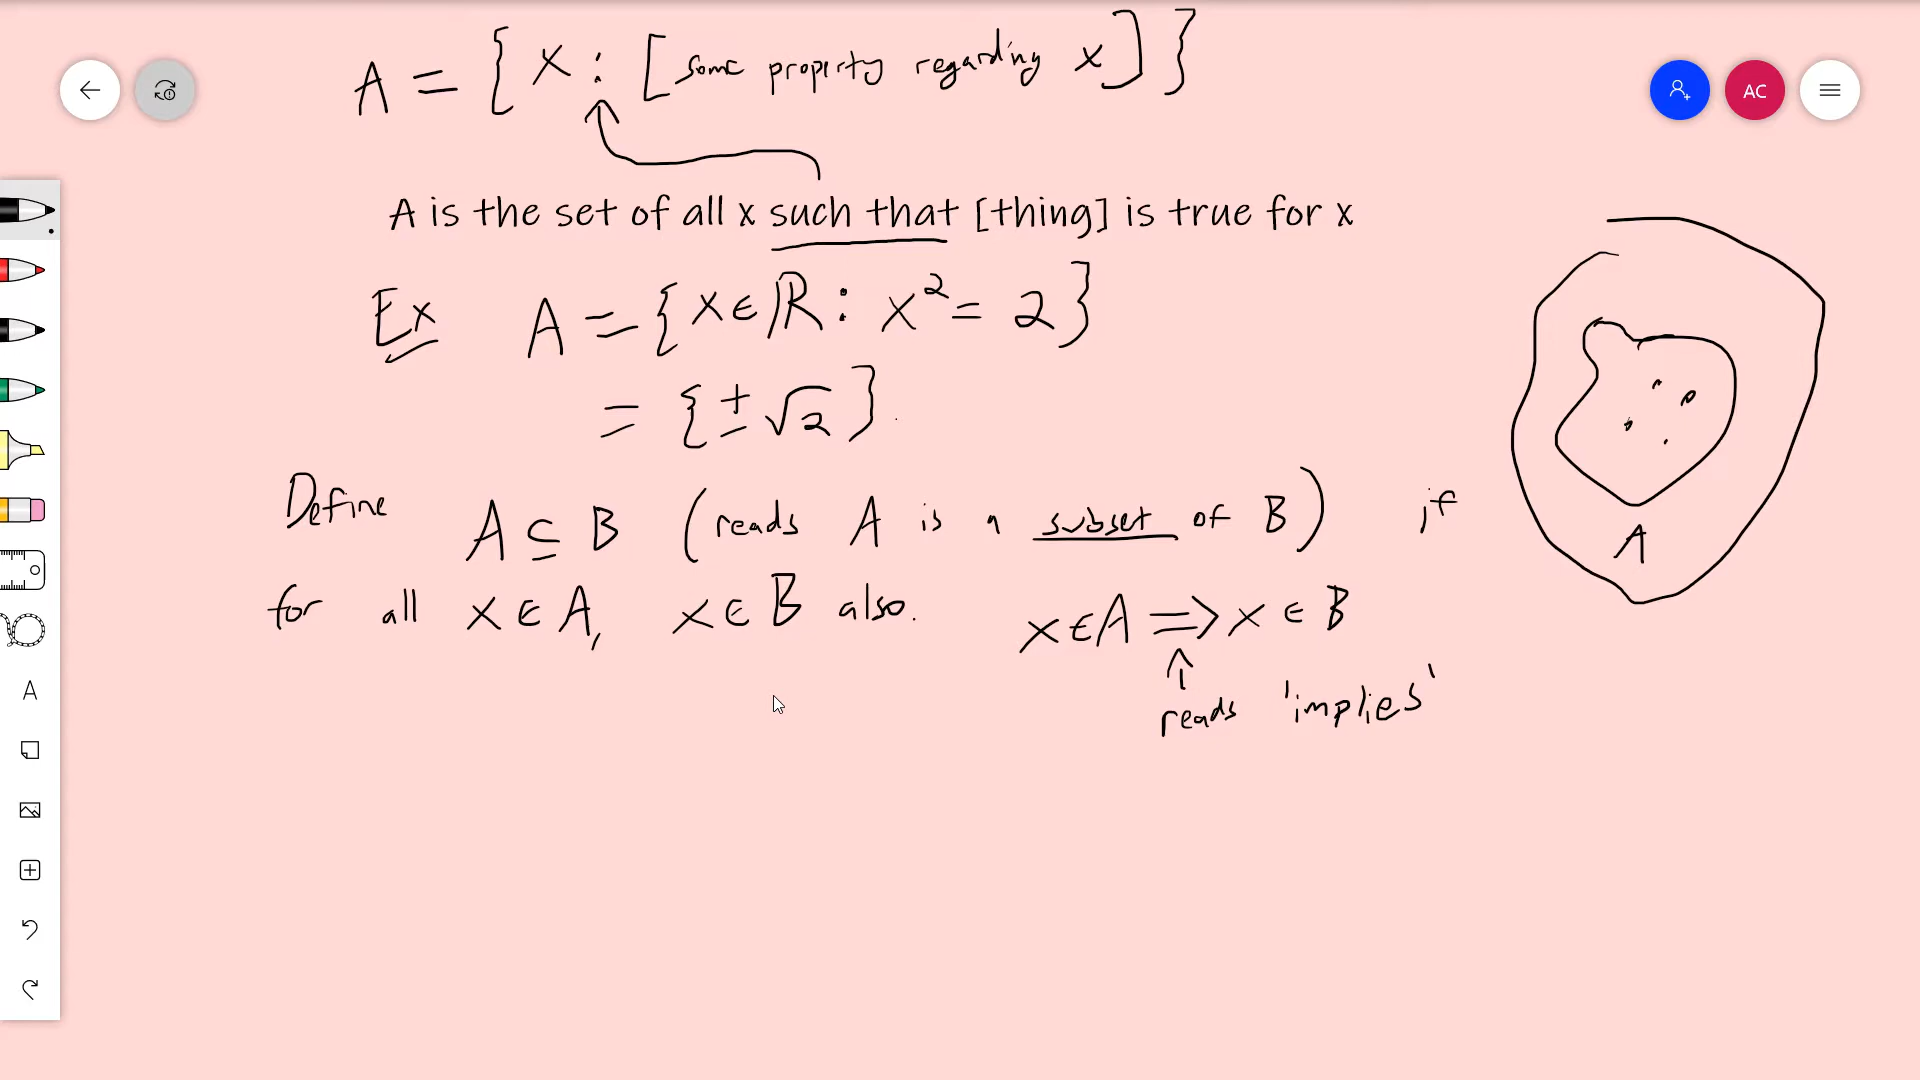 A = { x : [some property regarding x] }
AC
A is the set of all x such that [thing] is true for x
Ex A = { x ∈ ℝ : x² = 2 }
= { ± √2 }.
Define A ⊆ B (reads A is a subset of B) if
for all x ∈ A, x ∈ B also. x ∈ A ⇒ x ∈ B
reads 'implies'
A
A